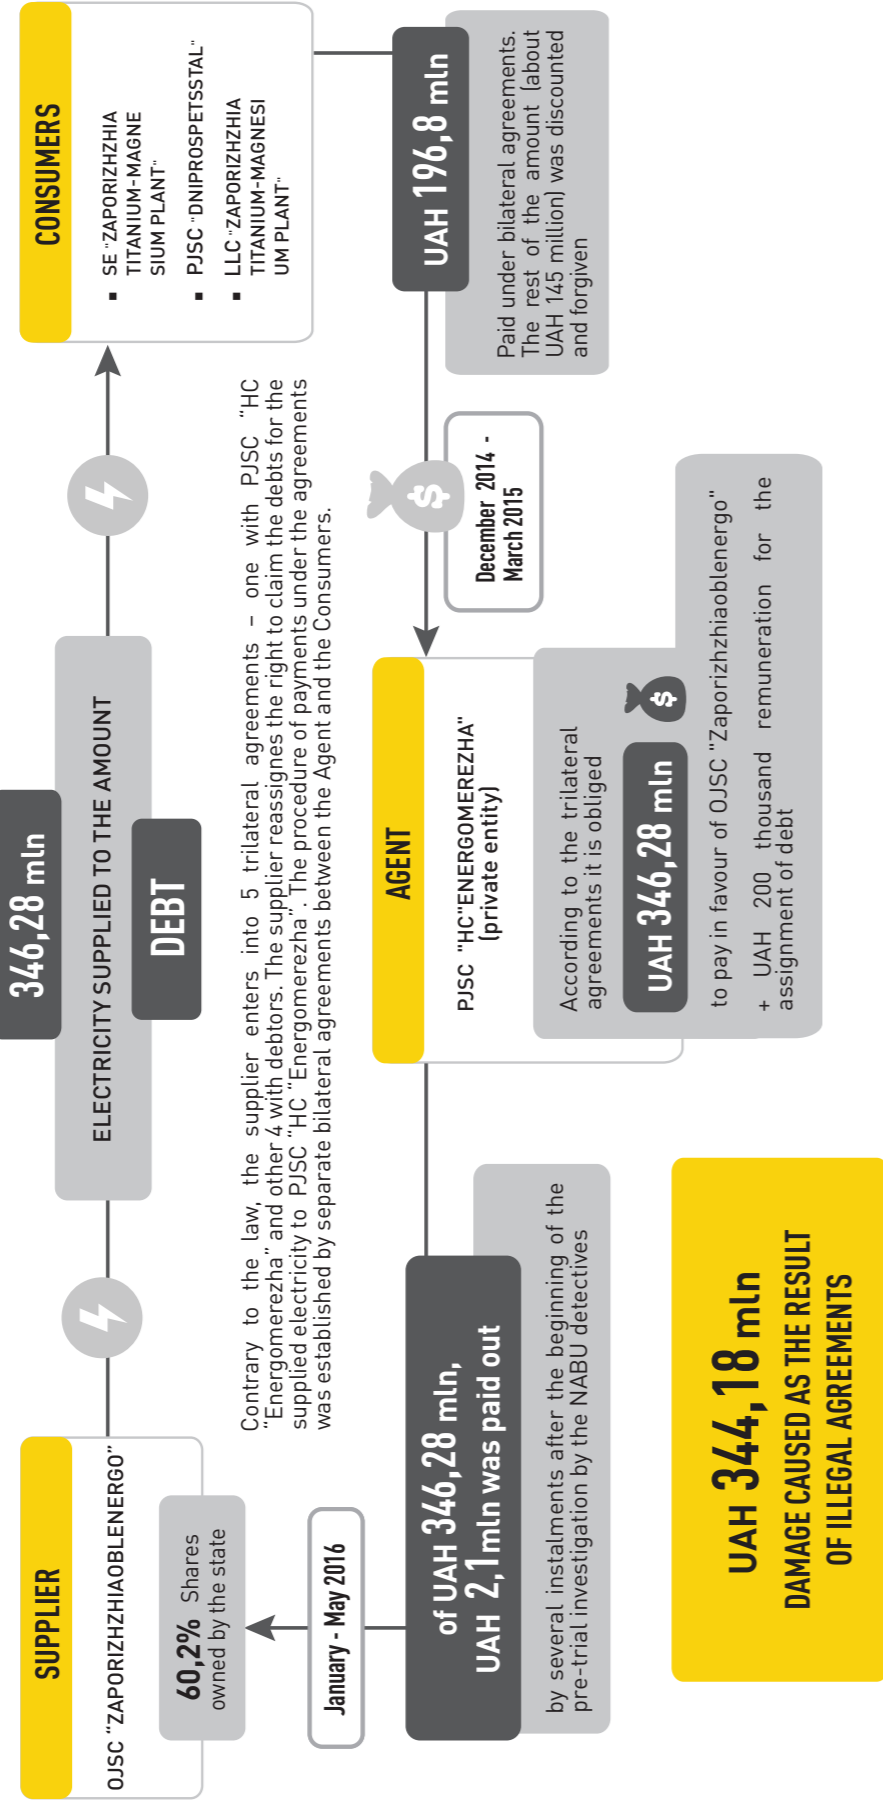 SUPPLIER
OJSC “ZAPORIZHZHIAOBLENERGO”
60,2% Shares
owned by the state
346,28 mln
ELECTRICITY SUPPLIED TO THE AMOUNT
DEBT
CONSUMERS
▪ SE "ZAPORIZHZHIA
TITANIUM-MAGNE
SIUM PLANT"
▪ PJSC "DNIPROSPETSSTAL"
▪ LLC "ZAPORIZHZHIA
TITANIUM-MAGNESI
UM PLANT"
Contrary to the law, the supplier enters into 5 trilateral agreements – one with PJSC “HC
“Energomerezha” and other 4 with debtors. The supplier reassignes the right to claim the debts for the
supplied electricity to PJSC “HC “Energomerezha”. The procedure of payments under the agreements
was established by separate bilateral agreements between the Agent and the Consumers.
UAH 196,8 mln
Paid under bilateral agreements.
The rest of the amount (about
UAH 145 million) was discounted
and forgiven
$
December 2014 -
March 2015
AGENT
PJSC "HC"ENERGOMEREZHA"
(private entity)
According to the trilateral
agreements it is obliged
UAH 346,28 mln
$
to pay in favour of OJSC "Zaporizhzhiaoblenergo"
+ UAH 200 thousand remuneration for the
assignment of debt
January - May 2016
of UAH 346,28 mln,
UAH 2,1mln was paid out
by several instalments after the beginning of the
pre-trial investigation by the NABU detectives
UAH 344,18 mln
DAMAGE CAUSED AS THE RESULT
OF ILLEGAL AGREEMENTS